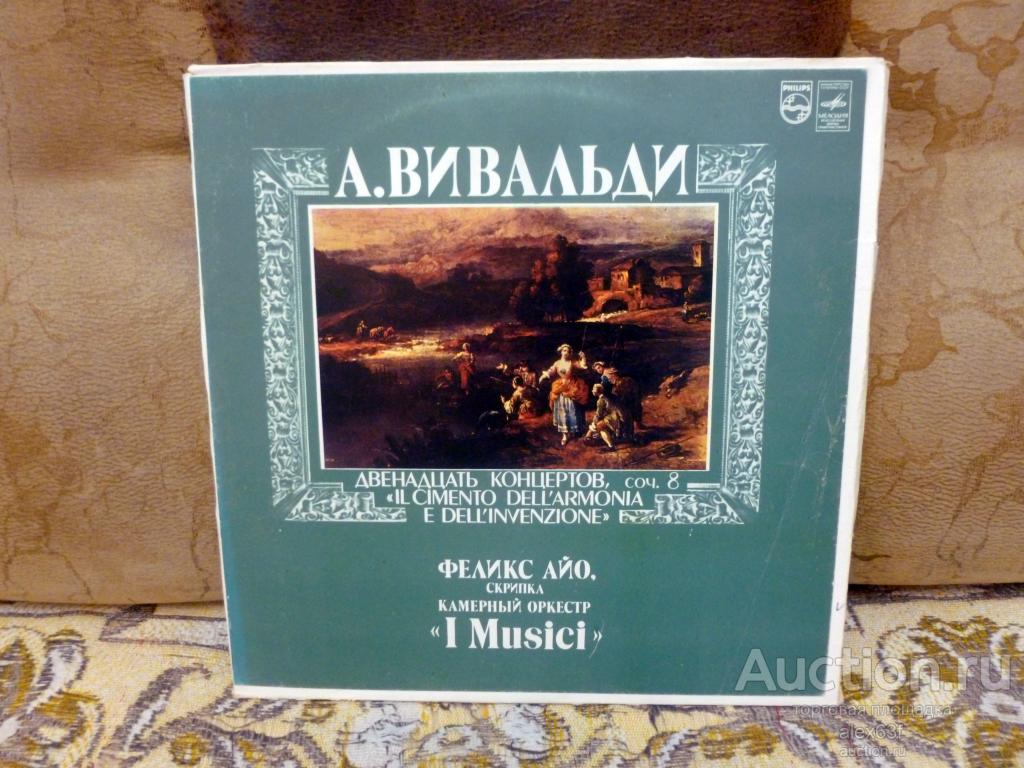 PHILIPS
МЕЛОДИЯ
А.ВИВАЛЬДИ
ДВЕНАДЦАТЬ КОНЦЕРТОВ, соч. 8
«IL CIMENTO DELL'ARMONIA
E DELL'INVENZIONE»
ФЕЛИКС АЙО,
СКРИПКА
КАМЕРНЫЙ ОРКЕСТР
«I Musici»
Auction.ru
торговая площадка
alex63f
auction.ru